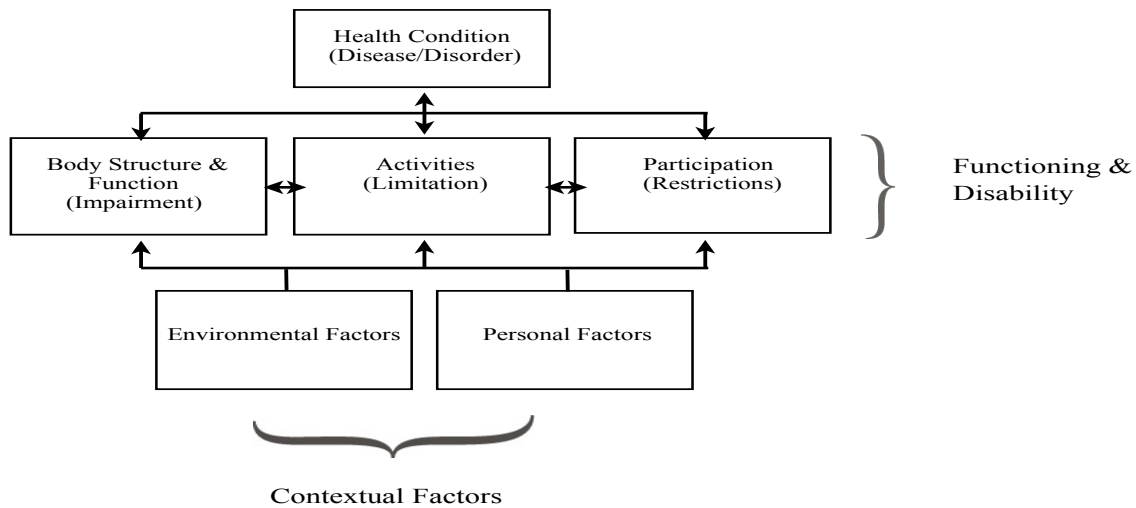 Health Condition
(Disease/Disorder)
Body Structure &
Function
(Impairment)
Activities
(Limitation)
Participation
(Restrictions)
Functioning &
Disability
Environmental Factors
Personal Factors
Contextual Factors